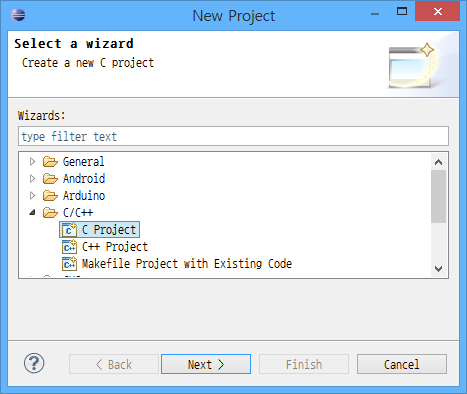 New Project
Select a wizard
Create a new C project
Wizards:
type filter text
General
Android
Arduino
C/C++
C Project
C++ Project
Makefile Project with Existing Code
< Back
Next >
Finish
Cancel